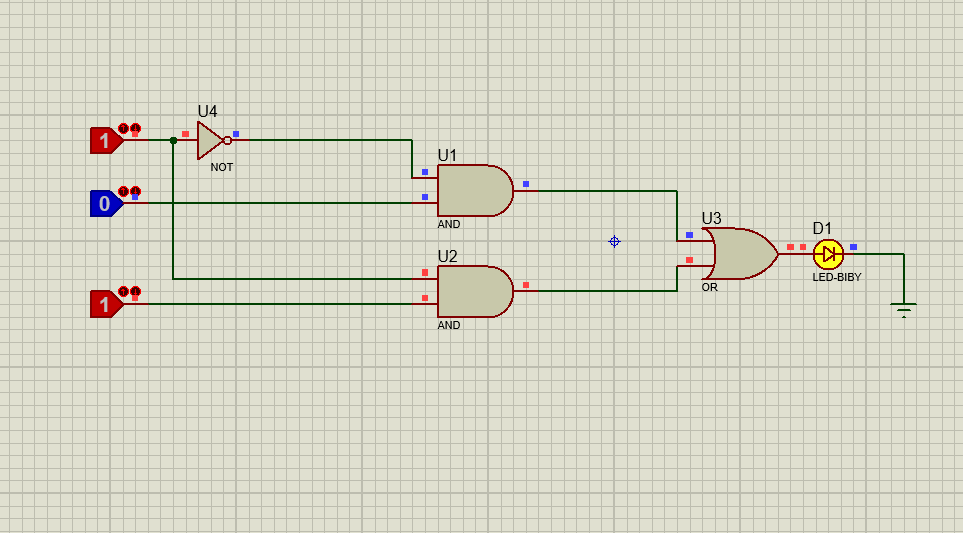 U4
1
NOT
U1
0
AND
U3
D1
U2
LED-BIBY
OR
1
AND